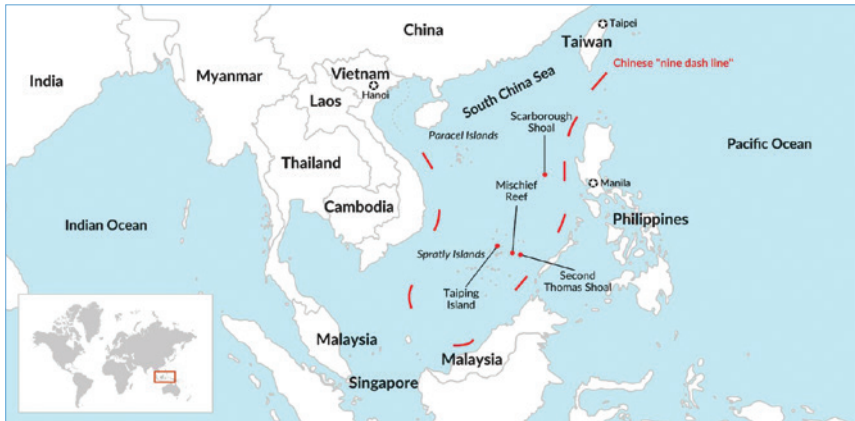 Taipei
China
Taiwan
Chinese "nine dash line"
India
Myanmar
Vietnam
Hanoi
South China Sea
Laos
Scarborough
Shoal
Paracel Islands
Pacific Ocean
Thailand
Mischief
Reef
Manila
Cambodia
Philippines
Indian Ocean
Spratly Islands
Second
Thomas Shoal
Taiping
Island
Malaysia
Malaysia
Singapore